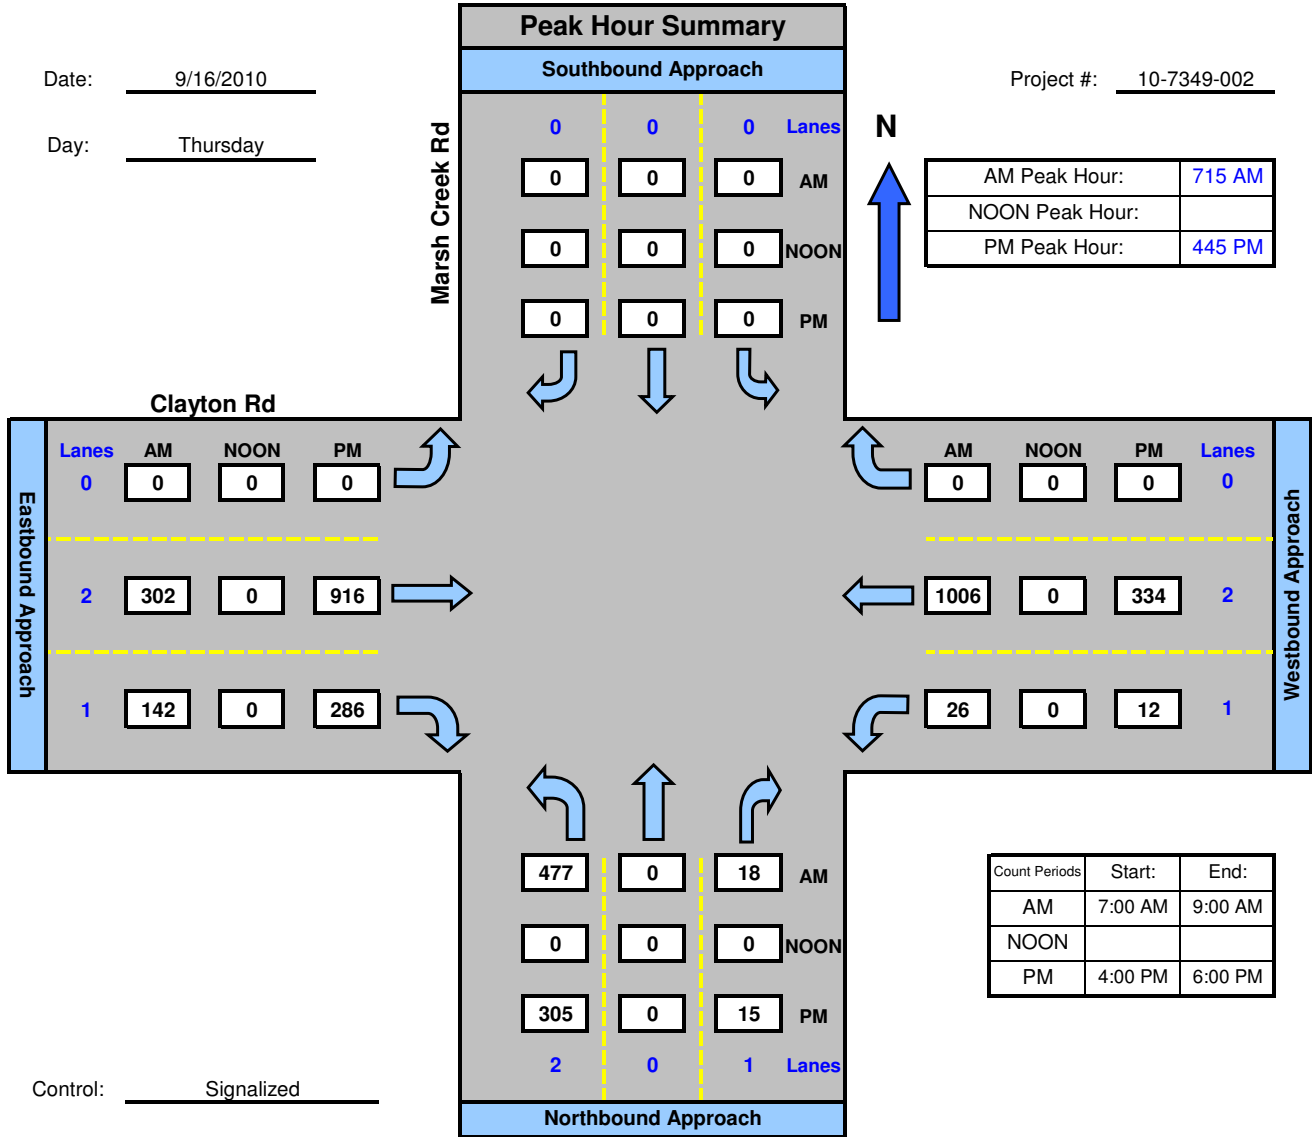 Peak Hour Summary
Southbound Approach
Date: 9/16/2010
Project #: 10-7349-002
Day: Thursday
Marsh Creek Rd
0 0 0 Lanes
0 0 0 AM
0 0 0 NOON
0 0 0 PM
N
AM Peak Hour: 715 AM
NOON Peak Hour:
PM Peak Hour: 445 PM
Clayton Rd
Eastbound Approach
Lanes AM NOON PM
0 0 0 0
2 302 0 916
1 142 0 286
AM NOON PM Lanes
0 0 0 0
1006 0 334 2
26 0 12 1
Westbound Approach
477 0 18 AM
0 0 0 NOON
305 0 15 PM
2 0 1 Lanes
Northbound Approach
Count Periods Start: End:
AM 7:00 AM 9:00 AM
NOON
PM 4:00 PM 6:00 PM
Control: Signalized